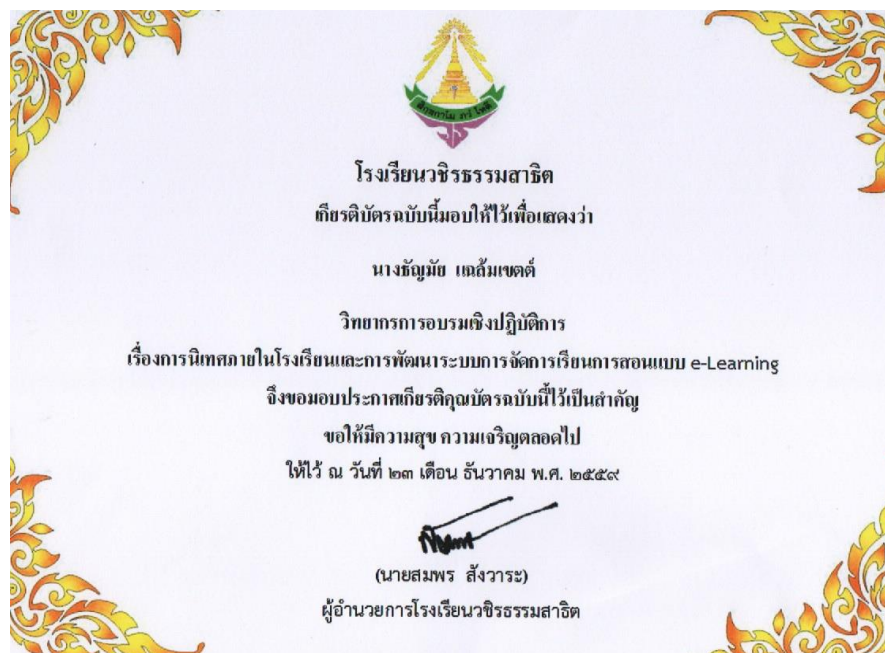 สิกฺขกาโม ภวํ โหติ
โรงเรียนวชิรธรรมสาธิต
เกียรติบัตรฉบับนี้มอบให้ไว้เพื่อแสดงว่า
นางธัญมัย แฉล้มเขตต์
วิทยากรการอบรมเชิงปฏิบัติการ
เรื่องการนิเทศภายในโรงเรียนและการพัฒนาระบบการจัดการเรียนการสอนแบบ e-Learning
จึงขอมอบประกาศเกียรติคุณบัตรฉบับนี้ไว้เป็นสำคัญ
ขอให้มีความสุข ความเจริญตลอดไป
ให้ไว้ ณ วันที่ ๒๓ เดือน ธันวาคม พ.ศ. ๒๕๕๙
(นายสมพร สังวาระ)
ผู้อำนวยการโรงเรียนวชิรธรรมสาธิต